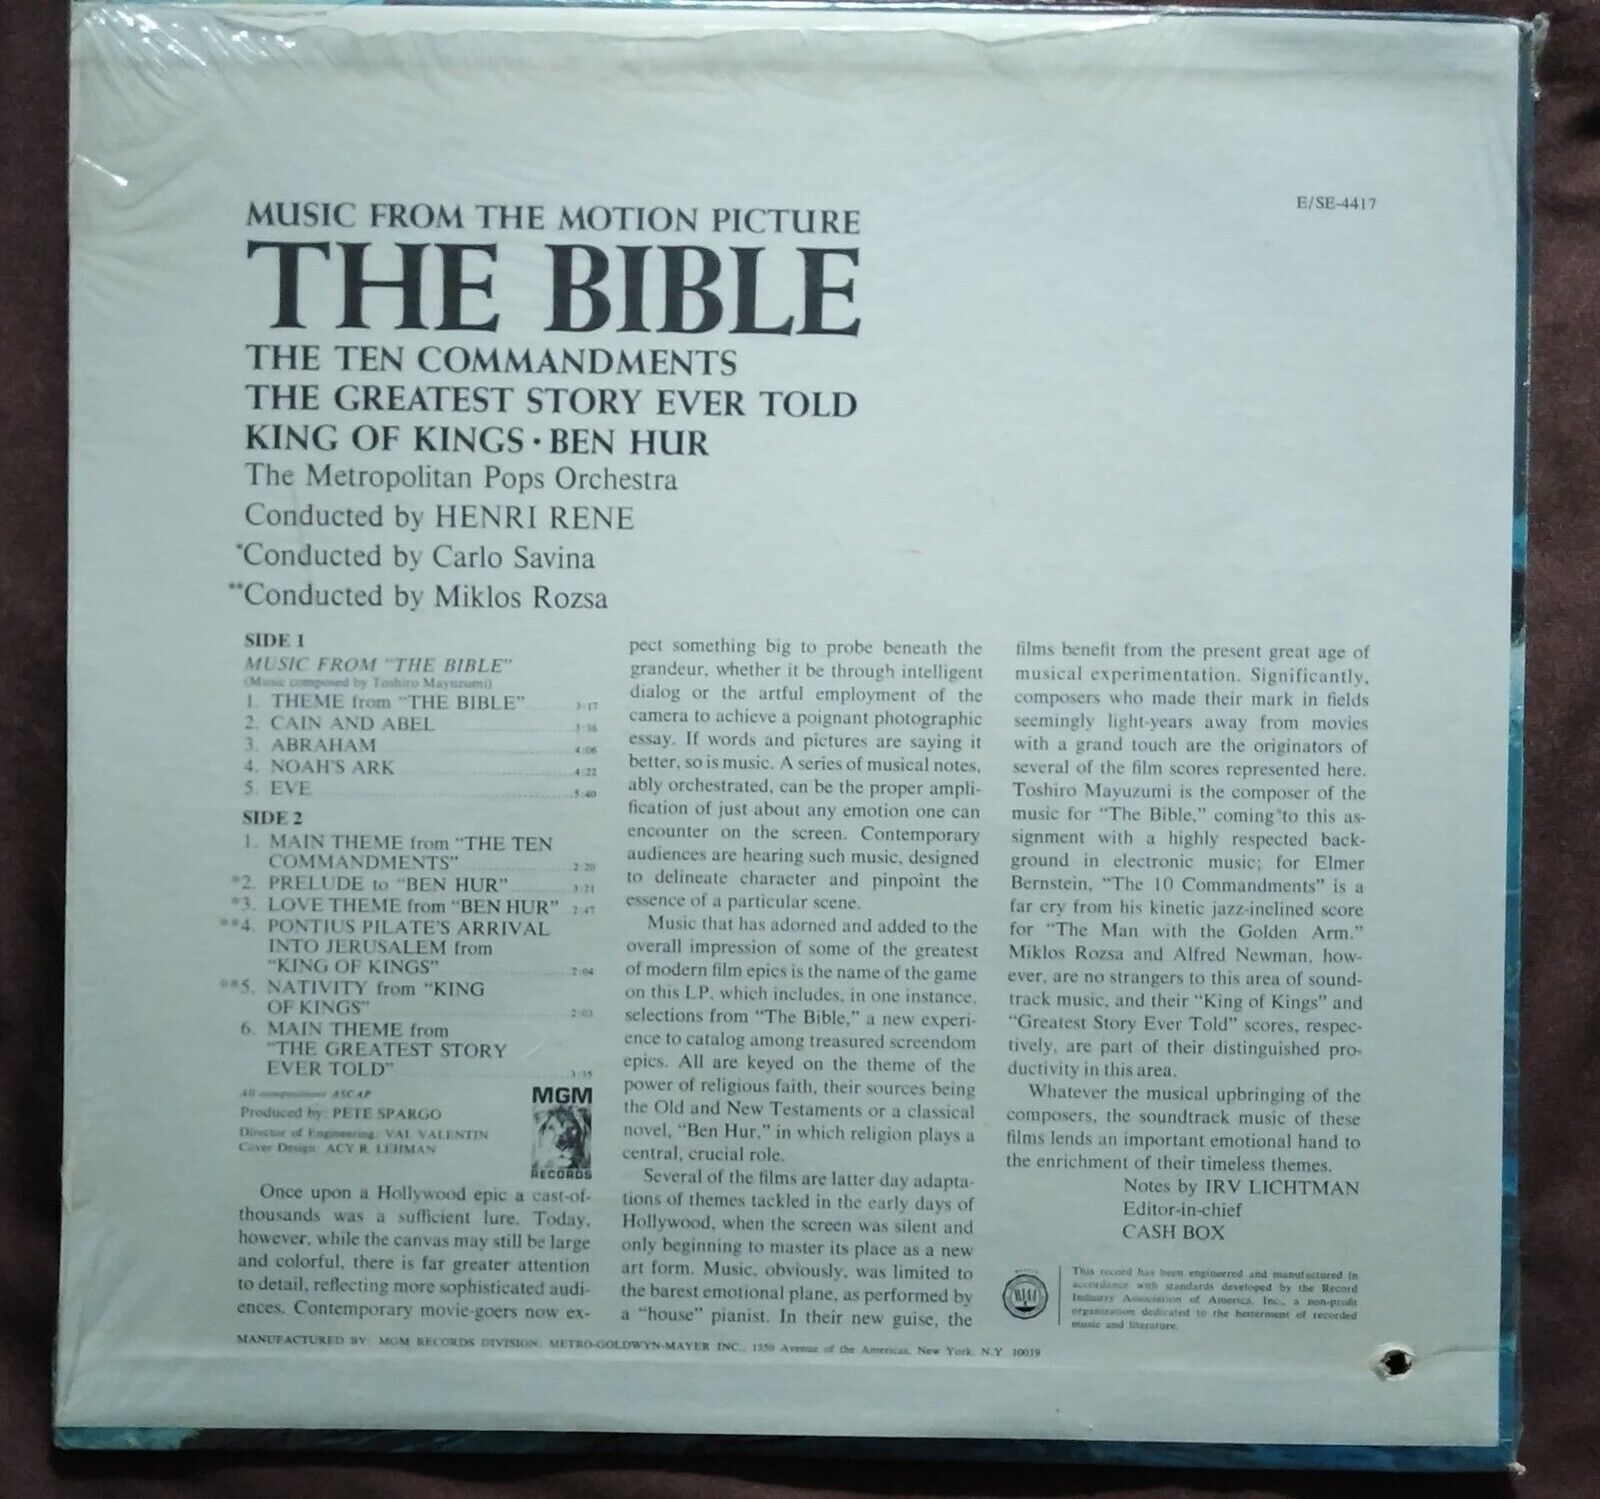 E/SE-4417
MUSIC FROM THE MOTION PICTURE
THE BIBLE
THE TEN COMMANDMENTS
THE GREATEST STORY EVER TOLD
KING OF KINGS • BEN HUR
The Metropolitan Pops Orchestra
Conducted by HENRI RENE
*Conducted by Carlo Savina
**Conducted by Miklos Rozsa
SIDE 1
MUSIC FROM "THE BIBLE"
(Music composed by Toshiro Mayuzumi)
1. THEME from "THE BIBLE" 3:17
2. CAIN AND ABEL 3:36
3. ABRAHAM 4:06
4. NOAH'S ARK 4:22
5. EVE 5:40
SIDE 2
1. MAIN THEME from "THE TEN
COMMANDMENTS" 2:20
*2. PRELUDE to "BEN HUR" 3:21
*3. LOVE THEME from "BEN HUR" 2:47
**4. PONTIUS PILATE'S ARRIVAL
INTO JERUSALEM from
"KING OF KINGS" 2:04
**5. NATIVITY from "KING
OF KINGS" 2:03
6. MAIN THEME from
"THE GREATEST STORY
EVER TOLD" 3:35
All compositions ASCAP
Produced by: PETE SPARGO
Director of Engineering: VAL VALENTIN
Cover Design: ACY R. LEHMAN
MGM
RECORDS
Once upon a Hollywood epic a cast-of-
thousands was a sufficient lure. Today,
however, while the canvas may still be large
and colorful, there is far greater attention
to detail, reflecting more sophisticated audi-
ences. Contemporary movie-goers now ex-
pect something big to probe beneath the
grandeur, whether it be through intelligent
dialog or the artful employment of the
camera to achieve a poignant photographic
essay. If words and pictures are saying it
better, so is music. A series of musical notes,
ably orchestrated, can be the proper ampli-
fication of just about any emotion one can
encounter on the screen. Contemporary
audiences are hearing such music, designed
to delineate character and pinpoint the
essence of a particular scene.
Music that has adorned and added to the
overall impression of some of the greatest
of modern film epics is the name of the game
on this LP, which includes, in one instance,
selections from "The Bible," a new experi-
ence to catalog among treasured screendom
epics. All are keyed on the theme of the
power of religious faith, their sources being
the Old and New Testaments or a classical
novel, "Ben Hur," in which religion plays a
central, crucial role.
Several of the films are latter day adapta-
tions of themes tackled in the early days of
Hollywood, when the screen was silent and
only beginning to master its place as a new
art form. Music, obviously, was limited to
the barest emotional plane, as performed by
a "house" pianist. In their new guise, the
films benefit from the present great age of
musical experimentation. Significantly,
composers who made their mark in fields
seemingly light-years away from movies
with a grand touch are the originators of
several of the film scores represented here.
Toshiro Mayuzumi is the composer of the
music for "The Bible," coming to this as-
signment with a highly respected back-
ground in electronic music; for Elmer
Bernstein, "The 10 Commandments" is a
far cry from his kinetic jazz-inclined score
for "The Man with the Golden Arm."
Miklos Rozsa and Alfred Newman, how-
ever, are no strangers to this area of sound-
track music, and their "King of Kings" and
"Greatest Story Ever Told" scores, respec-
tively, are part of their distinguished pro-
ductivity in this area.
Whatever the musical upbringing of the
composers, the soundtrack music of these
films lends an important emotional hand to
the enrichment of their timeless themes.
Notes by IRV LICHTMAN
Editor-in-chief
CASH BOX
RIAA
This record has been engineered and manufactured in
accordance with standards developed by the Record
Industry Association of America, Inc., a non-profit
organization dedicated to the betterment of recorded
music and literature.
MANUFACTURED BY: MGM RECORDS DIVISION, METRO-GOLDWYN-MAYER INC., 1350 Avenue of the Americas, New York, N.Y. 10019